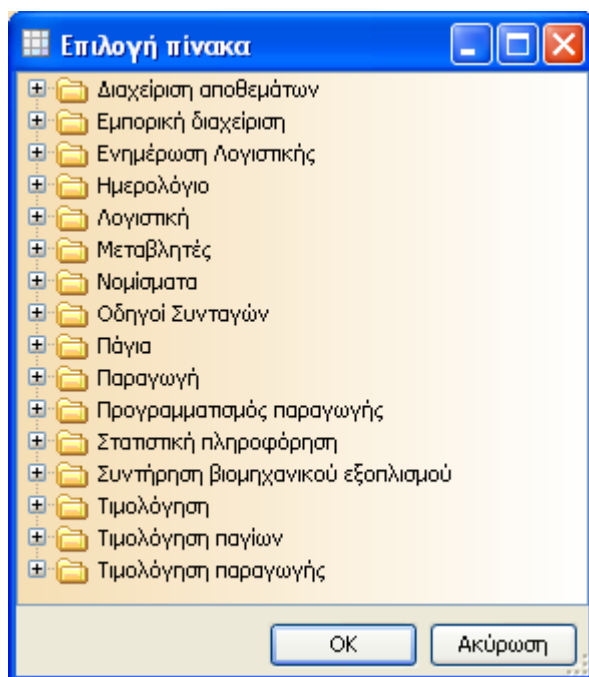 Επιλογή πίνακα
Διαχείριση αποθεμάτων
Εμπορική διαχείριση
Ενημέρωση Λογιστικής
Ημερολόγιο
Λογιστική
Μεταβλητές
Νομίσματα
Οδηγοί Συνταγών
Πάγια
Παραγωγή
Προγραμματισμός παραγωγής
Στατιστική πληροφόρηση
Συντήρηση βιομηχανικού εξοπλισμού
Τιμολόγηση
Τιμολόγηση παγίων
Τιμολόγηση παραγωγής
OK Ακύρωση